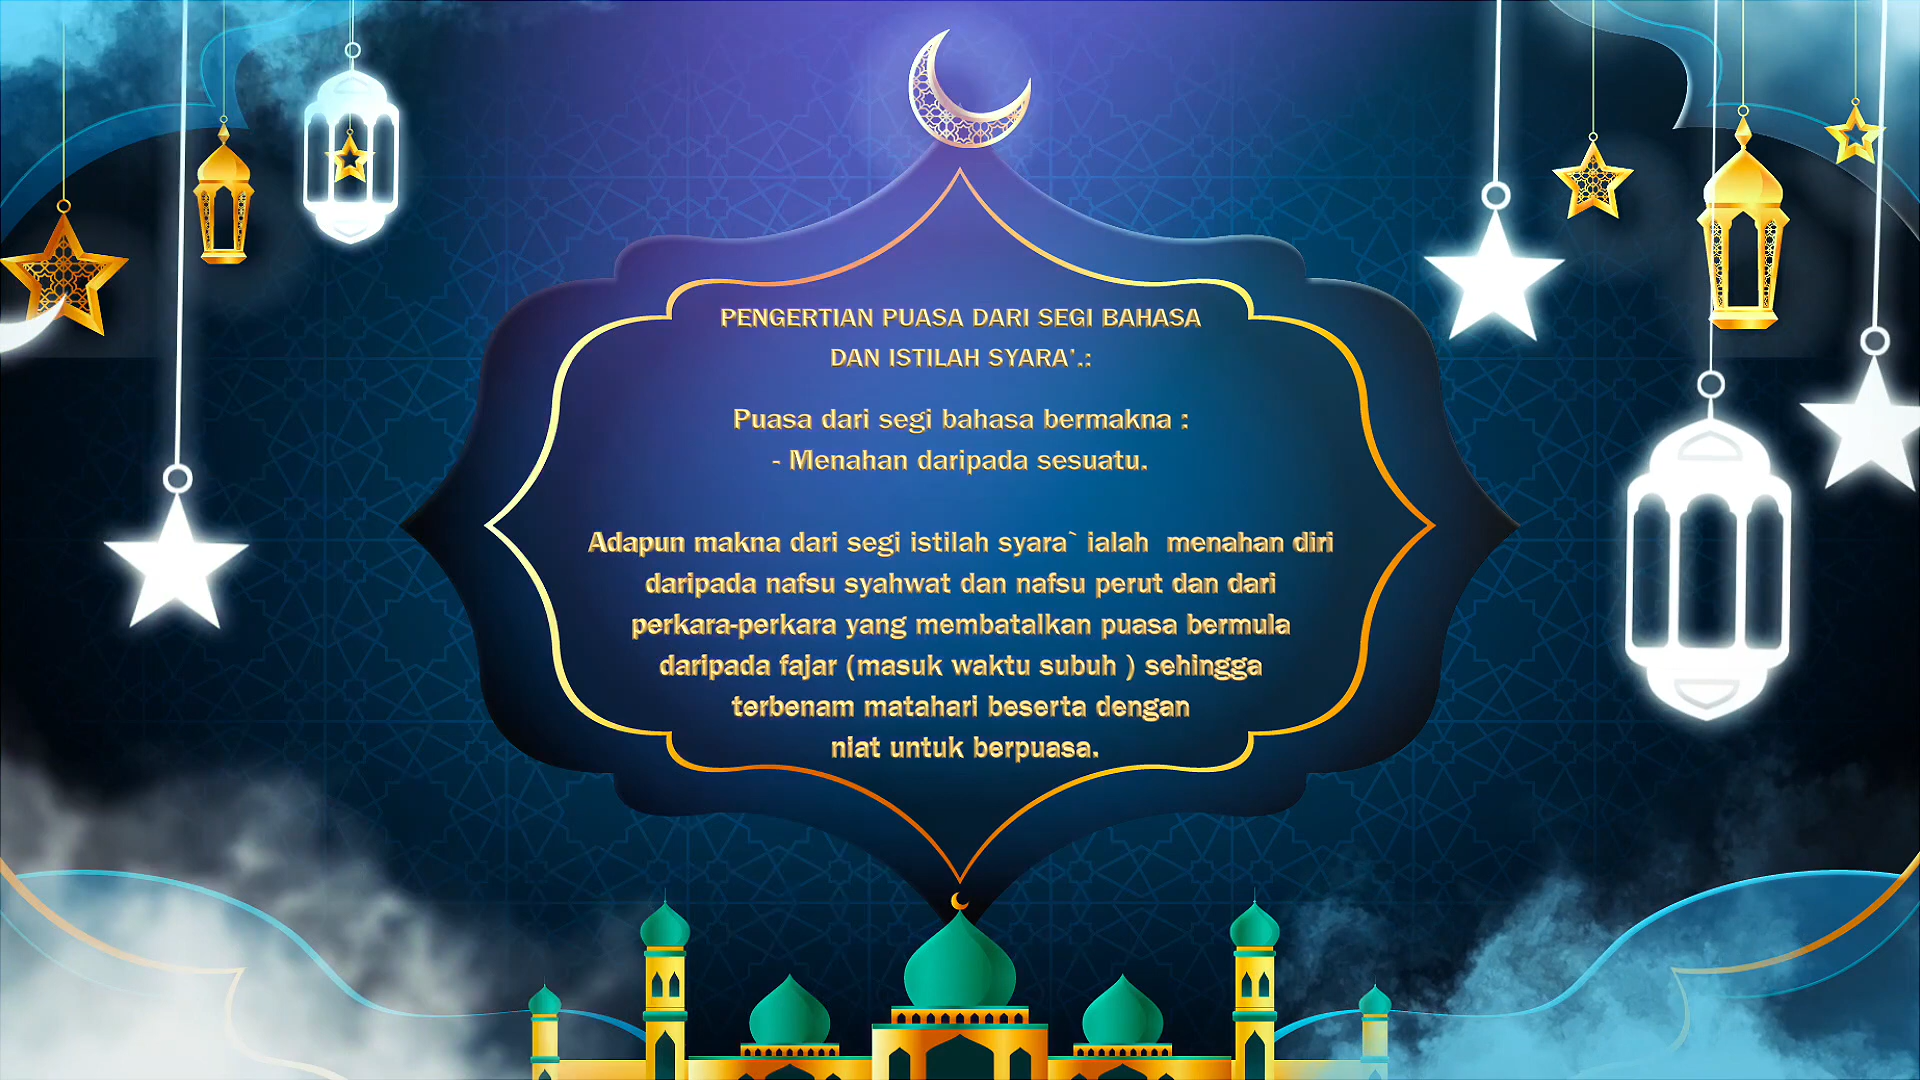 PENGERTIAN PUASA DARI SEGI BAHASA
DAN ISTILAH SYARA'.:
Puasa dari segi bahasa bermakna :
- Menahan daripada sesuatu.
Adapun makna dari segi istilah syara` ialah  menahan diri
daripada nafsu syahwat dan nafsu perut dan dari
perkara-perkara yang membatalkan puasa bermula
daripada fajar (masuk waktu subuh ) sehingga
terbenam matahari beserta dengan
niat untuk berpuasa.